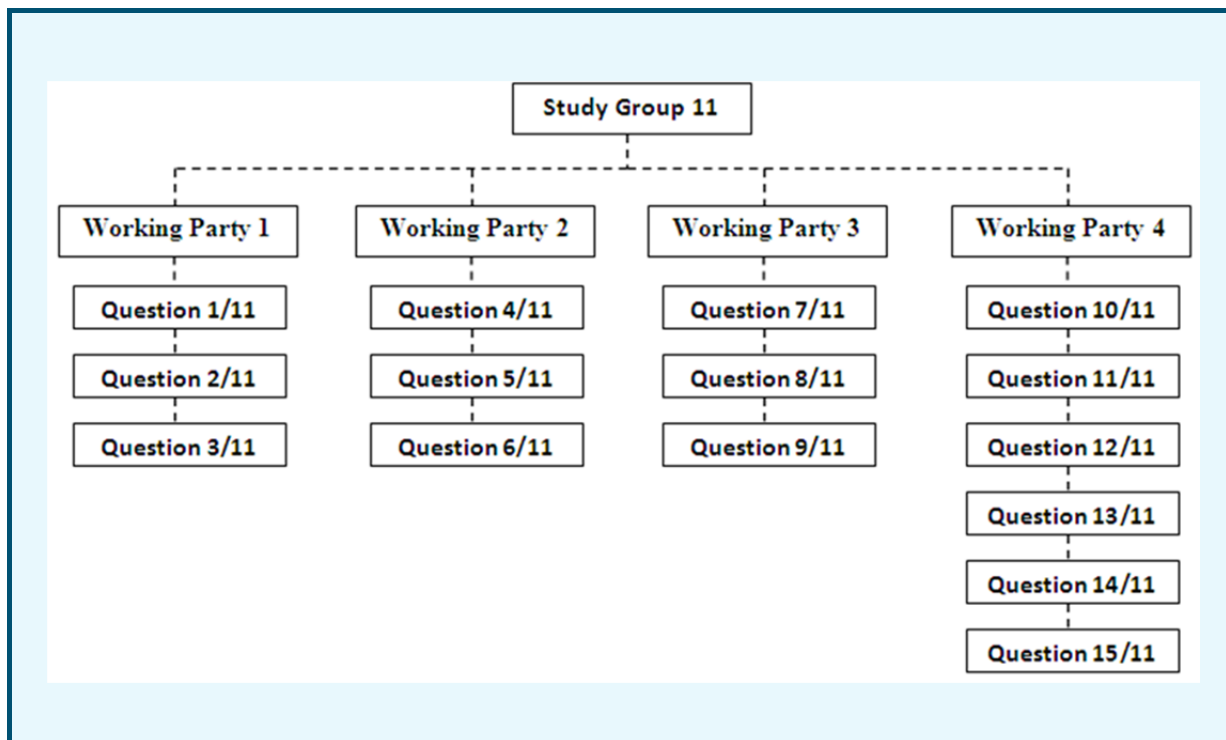 Study Group 11
Working Party 1
Working Party 2
Working Party 3
Working Party 4
Question 1/11
Question 4/11
Question 7/11
Question 10/11
Question 2/11
Question 5/11
Question 8/11
Question 11/11
Question 3/11
Question 6/11
Question 9/11
Question 12/11
Question 13/11
Question 14/11
Question 15/11